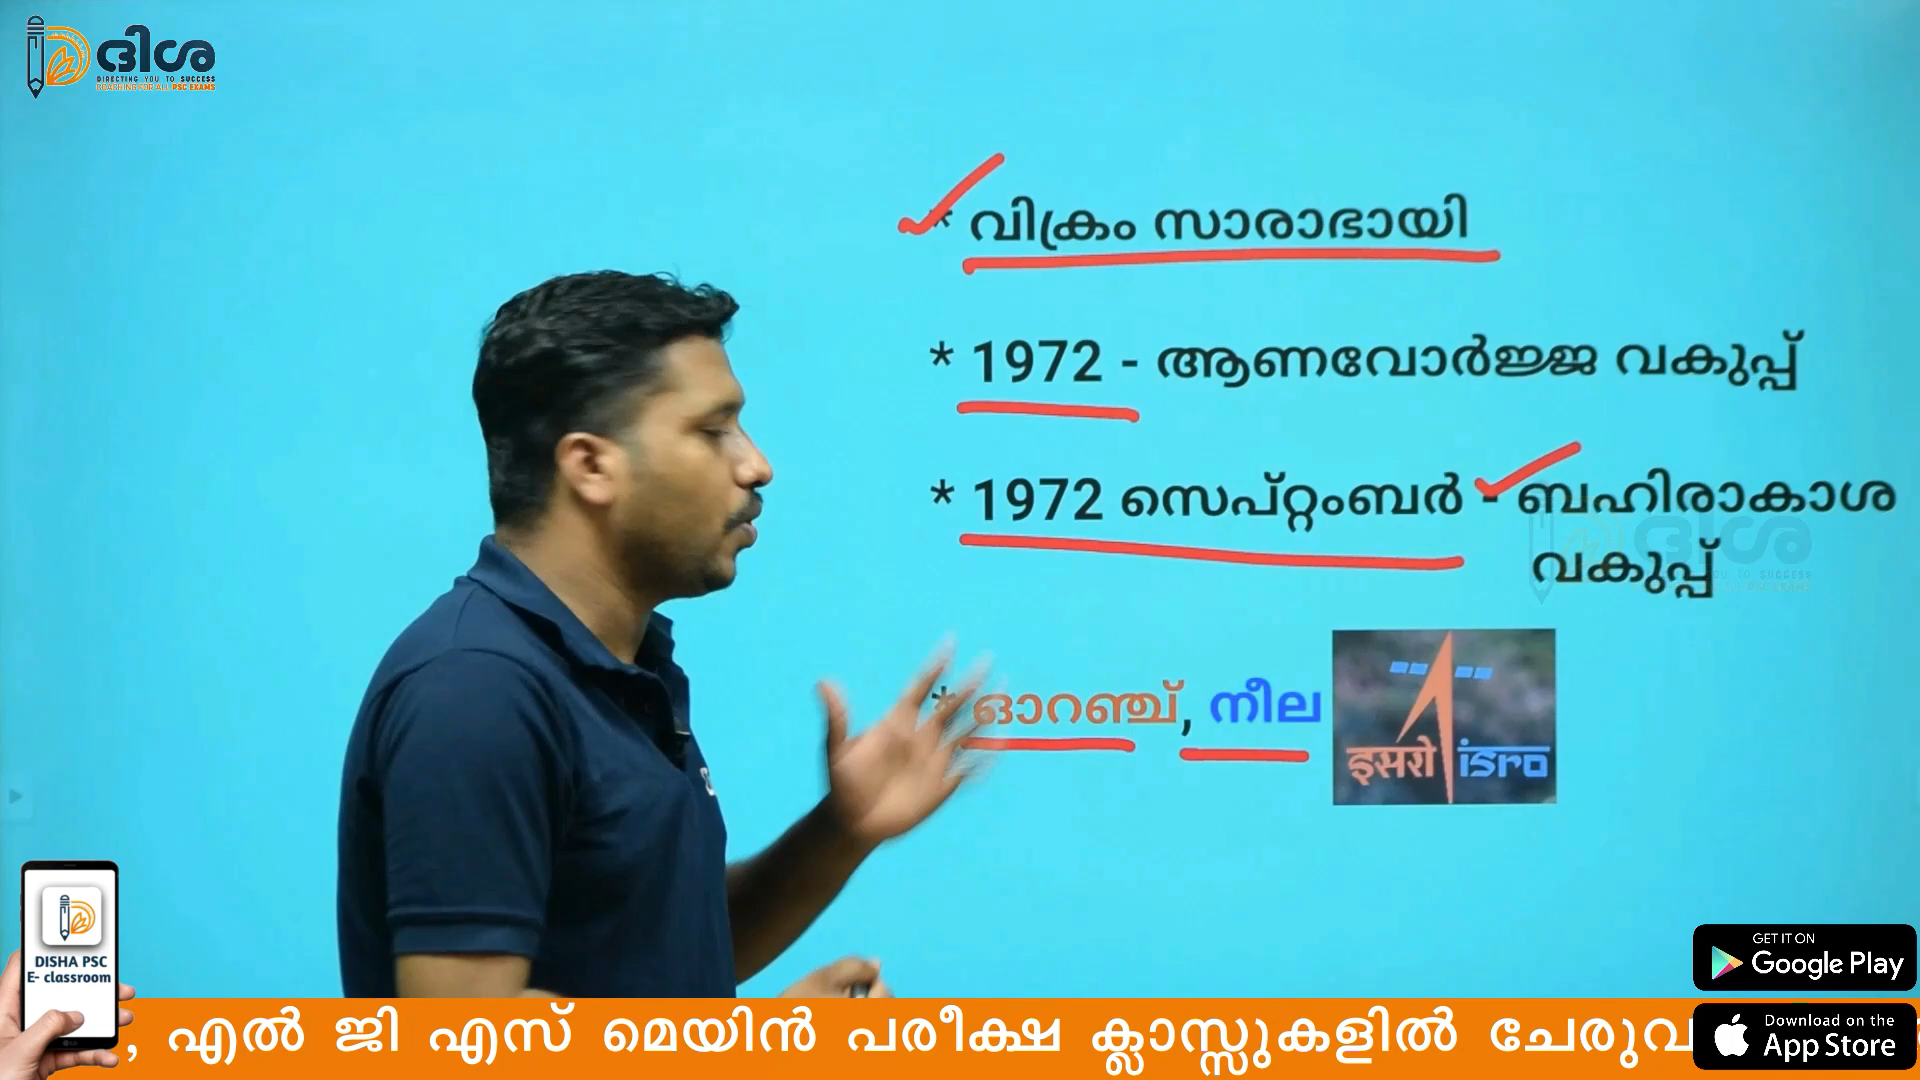 ദിശ
DIRECTING YOU TO SUCCESS
COACHING FOR ALL PSC EXAMS
* വിക്രം സാരാഭായി
* 1972 - ആണവോർജ്ജ വകുപ്പ്
* 1972 സെപ്റ്റംബർ - ബഹിരാകാശ
വകുപ്പ്
ദിശ
* ഓറഞ്ച്, നീല
इसरो isro
DISHA PSC
E- classroom
GET IT ON
Google Play
, എൽ ജി എസ് മെയിൻ പരീക്ഷ ക്ലാസ്സുകളിൽ
Download on the
App Store